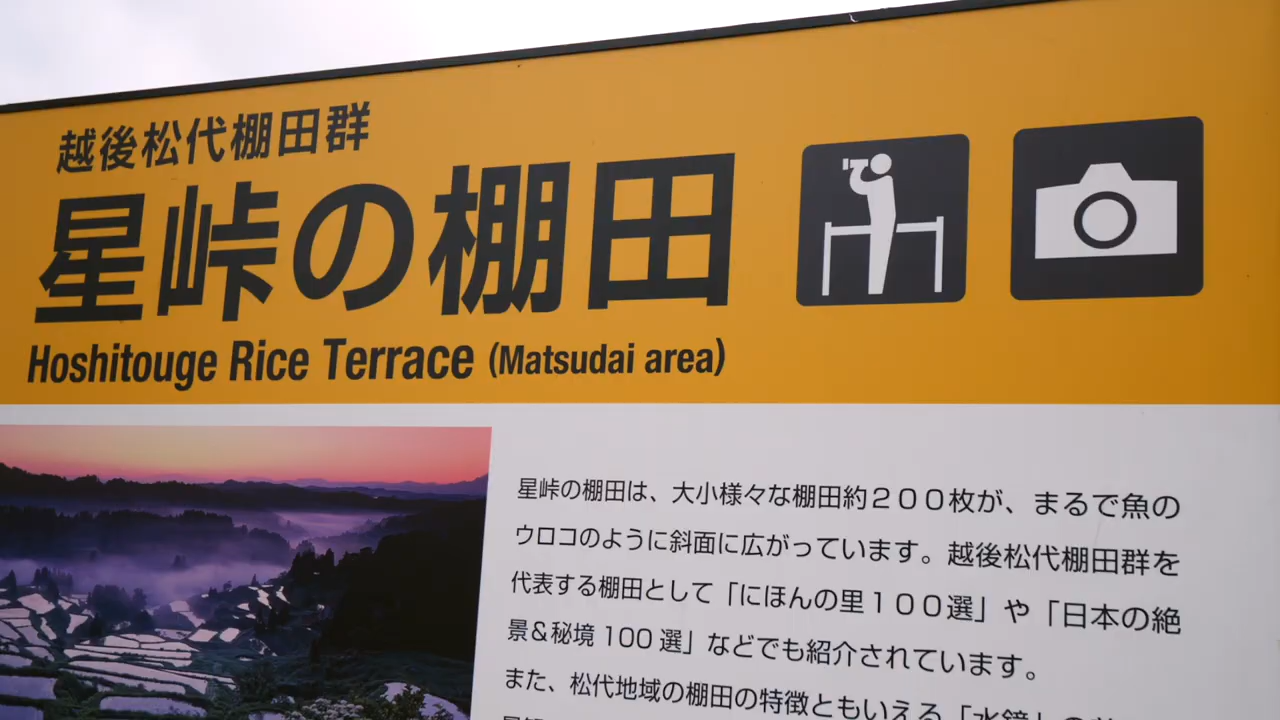 越後松代棚田群
星峠の棚田
Hoshitouge Rice Terrace (Matsudai area)
星峠の棚田は、大小様々な棚田約２００枚が、まるで魚の
ウロコのように斜面に広がっています。越後松代棚田群を
代表する棚田として「にほんの里１００選」や「日本の絶
景＆秘境 100 選」などでも紹介されています。
また、松代地域の棚田の特徴ともいえる「水鏡」の